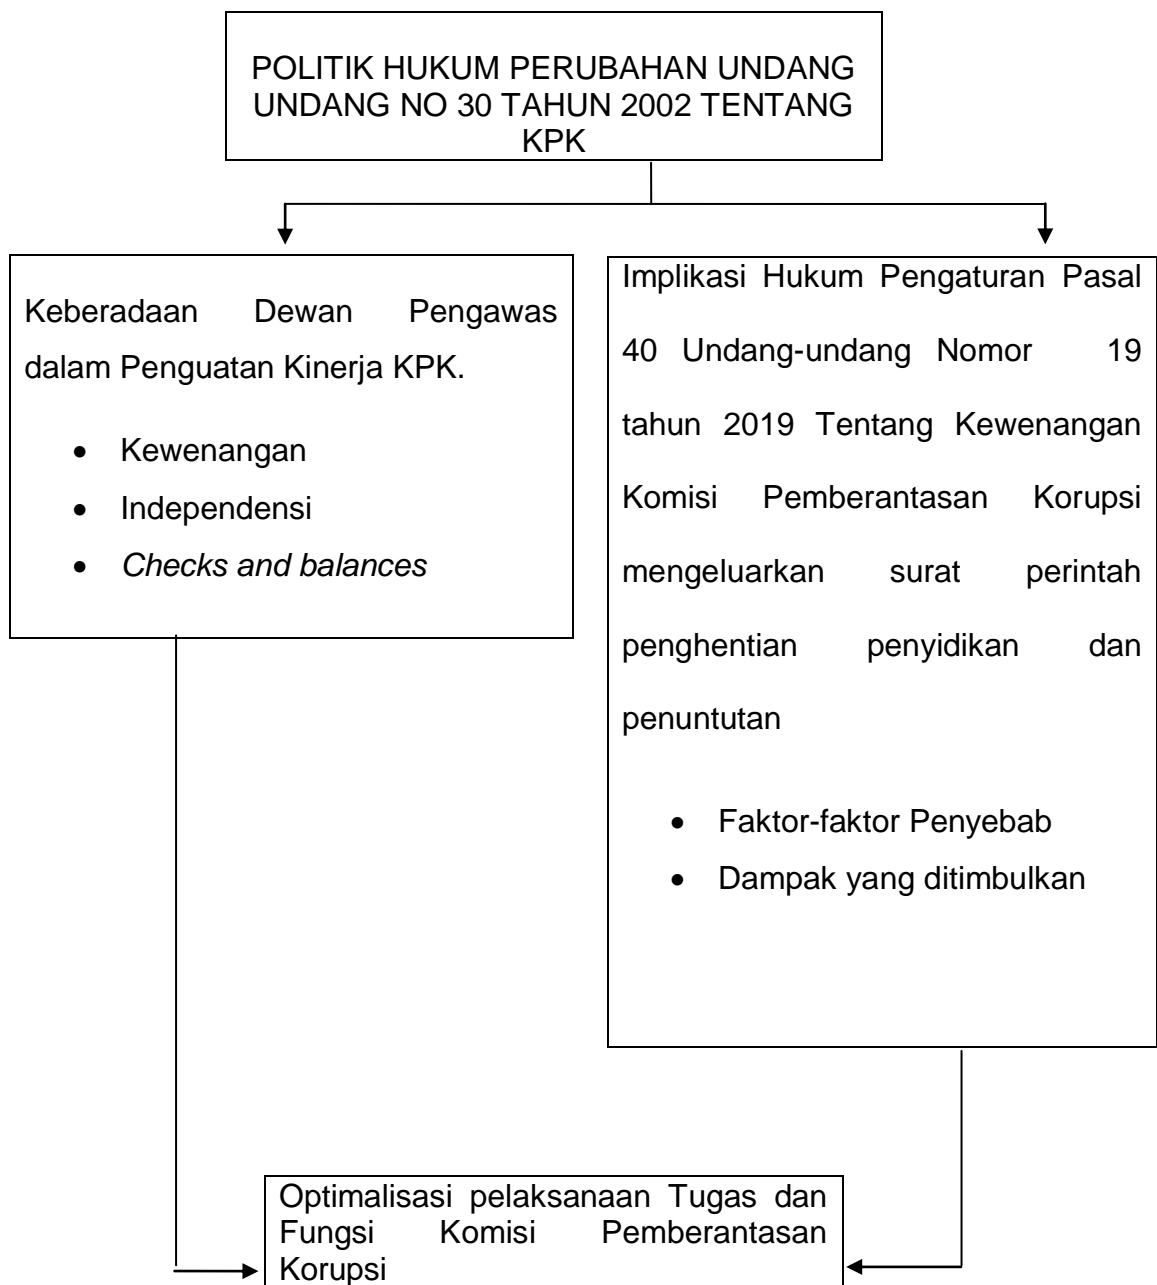 POLITIK HUKUM PERUBAHAN UNDANG
UNDANG NO 30 TAHUN 2002 TENTANG
KPK
Keberadaan Dewan Pengawas
dalam Penguatan Kinerja KPK.
• Kewenangan
• Independensi
• Checks and balances
Implikasi Hukum Pengaturan Pasal
40 Undang-undang Nomor 19
tahun 2019 Tentang Kewenangan
Komisi Pemberantasan Korupsi
mengeluarkan surat perintah
penghentian penyidikan dan
penuntutan
• Faktor-faktor Penyebab
• Dampak yang ditimbulkan
Optimalisasi pelaksanaan Tugas dan
Fungsi Komisi Pemberantasan
Korupsi